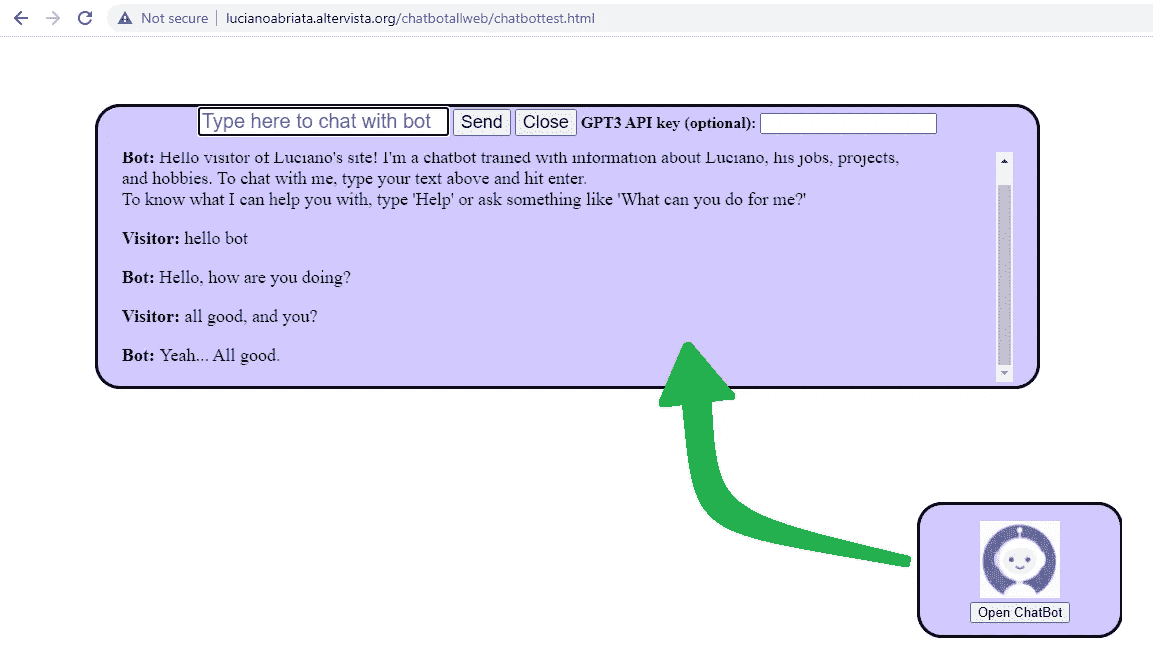 Not secure lucianoabriata.altervista.org/chatbotallweb/chatbottest.html
Type here to chat with bot Send Close GPT3 API key (optional):
Bot: Hello visitor of Luciano's site! I'm a chatbot trained with information about Luciano, his jobs, projects,
and hobbies. To chat with me, type your text above and hit enter.
To know what I can help you with, type 'Help' or ask something like 'What can you do for me?'
Visitor: hello bot
Bot: Hello, how are you doing?
Visitor: all good, and you?
Bot: Yeah... All good.
Open ChatBot